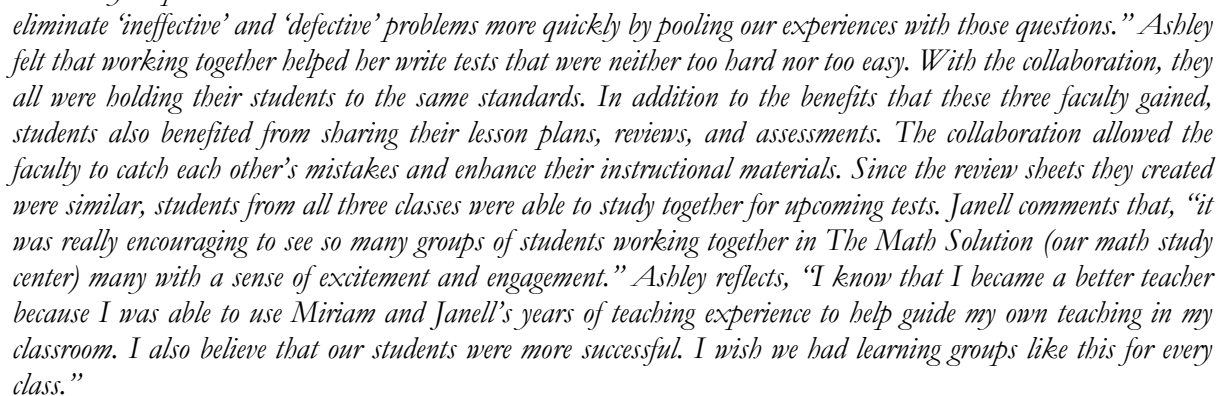 eliminate ‘ineffective’ and ‘defective’ problems more quickly by pooling our experiences with those questions.” Ashley
felt that working together helped her write tests that were neither too hard nor too easy. With the collaboration, they
all were holding their students to the same standards. In addition to the benefits that these three faculty gained,
students also benefited from sharing their lesson plans, reviews, and assessments. The collaboration allowed the
faculty to catch each other’s mistakes and enhance their instructional materials. Since the review sheets they created
were similar, students from all three classes were able to study together for upcoming tests. Janell comments that, “it
was really encouraging to see so many groups of students working together in The Math Solution (our math study
center) many with a sense of excitement and engagement.” Ashley reflects, “I know that I became a better teacher
because I was able to use Miriam and Janell’s years of teaching experience to help guide my own teaching in my
classroom. I also believe that our students were more successful. I wish we had learning groups like this for every
class.”